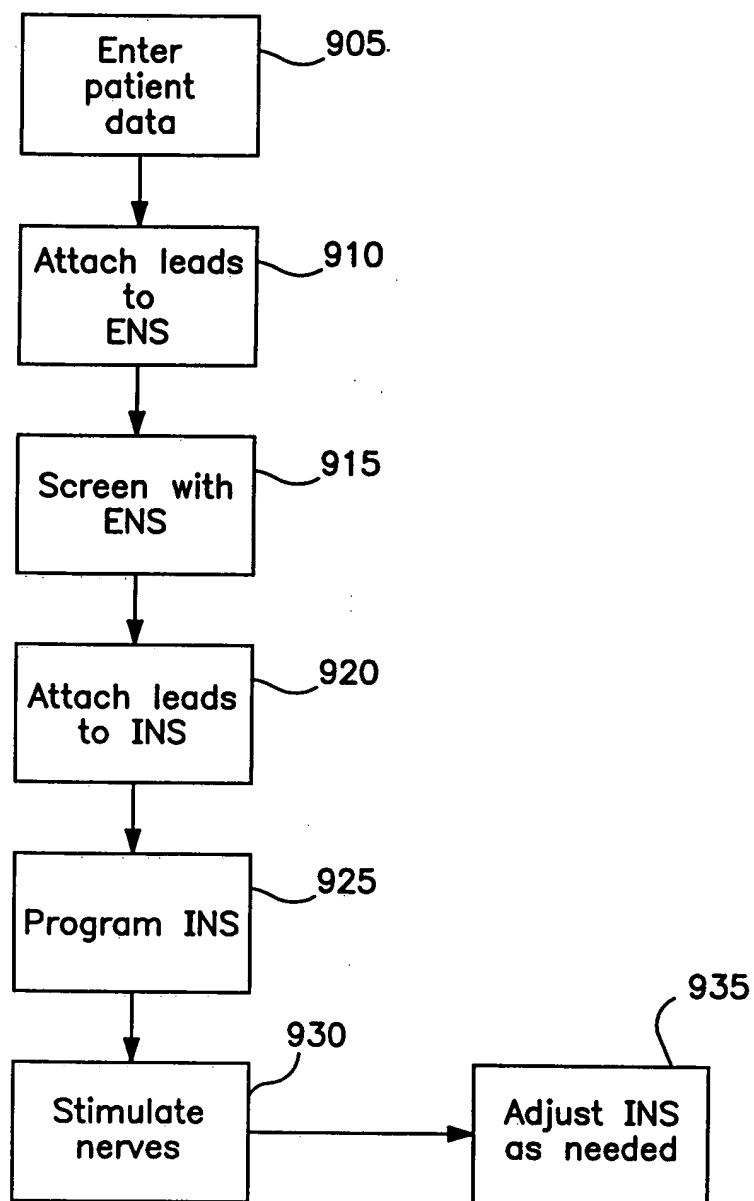 Enter
patient
data
905
Attach leads
to
ENS
910
Screen with
ENS
915
Attach leads
to INS
920
Program INS
925
Stimulate
nerves
930
Adjust INS
as needed
935